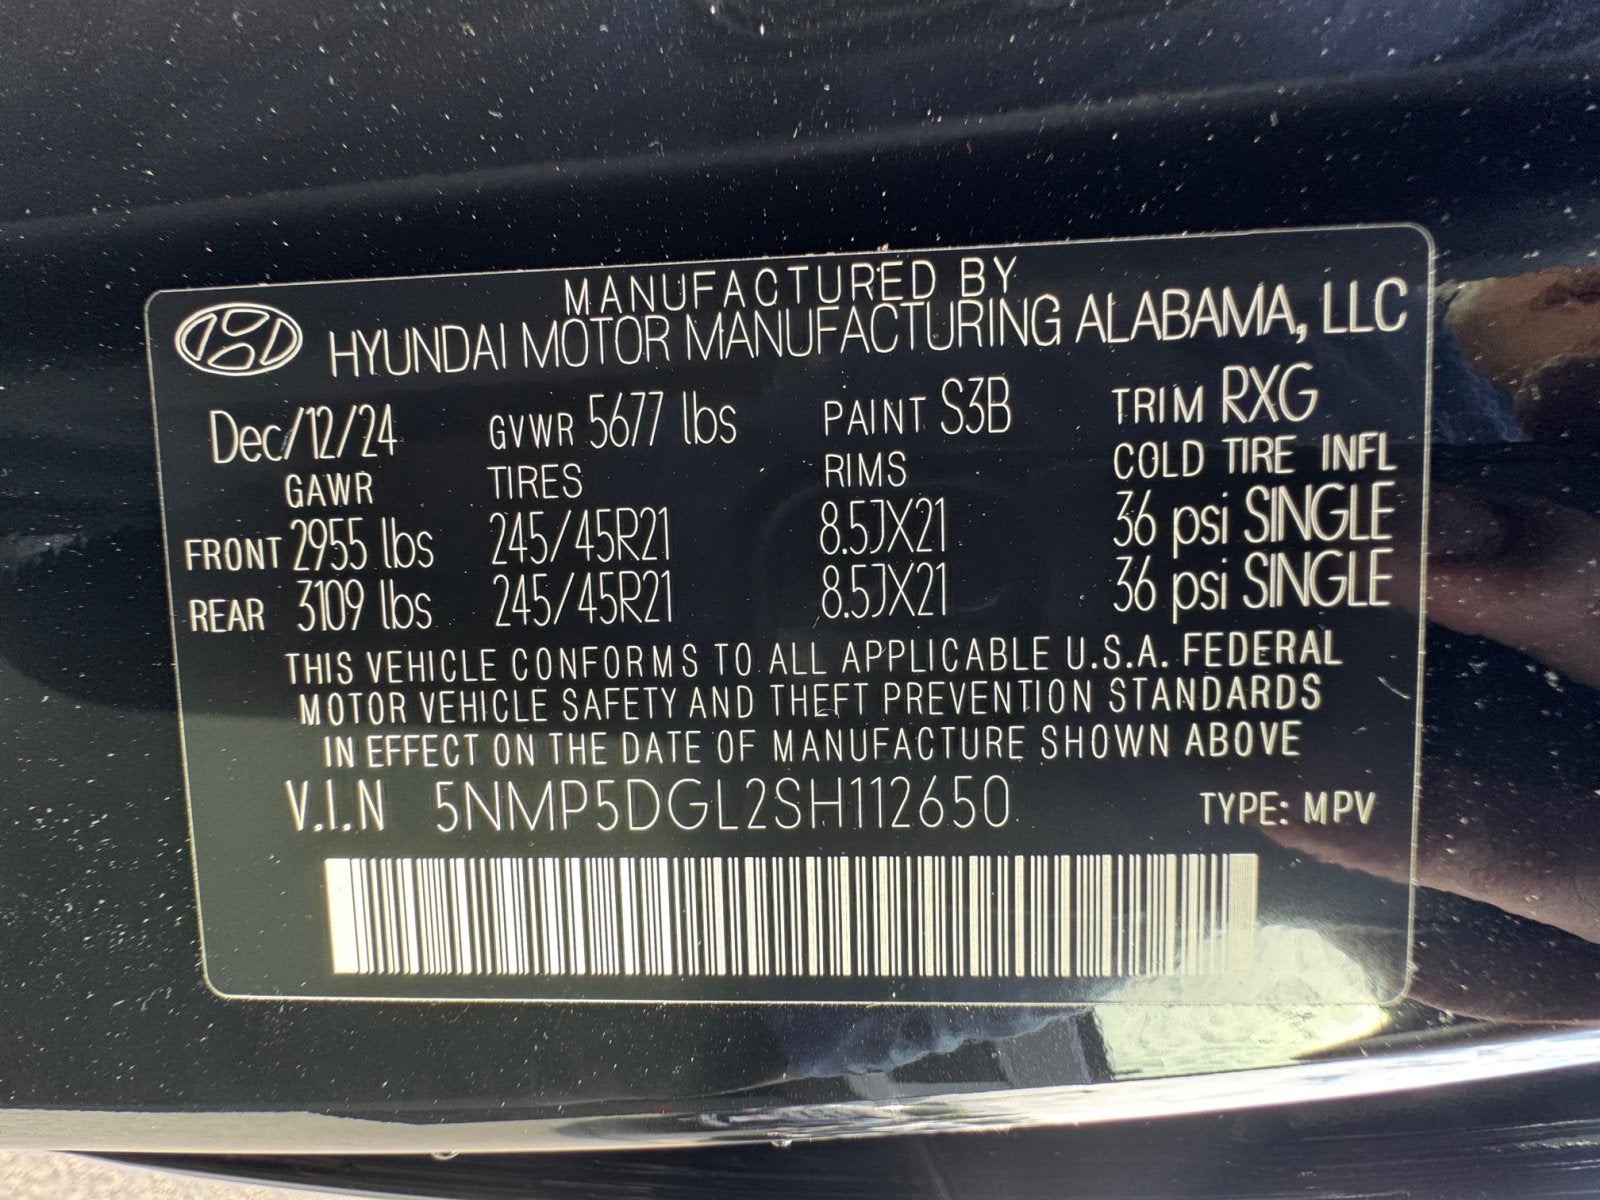 MANUFACTURED BY
HYUNDAI MOTOR MANUFACTURING ALABAMA, LLC
Dec/12/24 GVWR 5677 lbs PAINT S3B TRIM RXG
GAWR TIRES RIMS COLD TIRE INFL
FRONT 2955 lbs 245/45R21 8.5JX21 36 psi SINGLE
REAR 3109 lbs 245/45R21 8.5JX21 36 psi SINGLE
THIS VEHICLE CONFORMS TO ALL APPLICABLE U.S.A. FEDERAL
MOTOR VEHICLE SAFETY AND THEFT PREVENTION STANDARDS
IN EFFECT ON THE DATE OF MANUFACTURE SHOWN ABOVE
V.I.N 5NMP5DGL2SH112650 TYPE: MPV